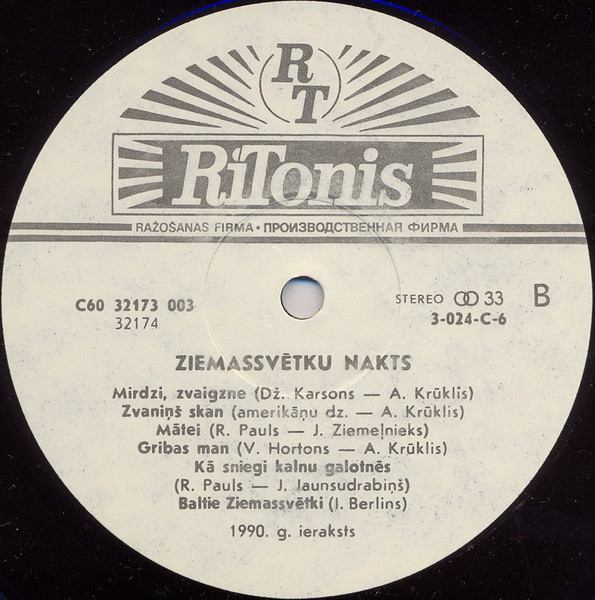 RT
RiTonis
RAŽOŠANAS FIRMA • ПРОИЗВОДСТВЕННАЯ ФИРМА
C60 32173 003
32174
STEREO 33 B
3-024-C-6
ZIEMASSVĒTKU NAKTS
Mirdzi, zvaigzne (Dž. Karsons — A. Krūklis)
Zvaniņš skan (amerikāņu dz. — A. Krūklis)
Mātei (R. Pauls — J. Ziemeļnieks)
Gribas man (V. Hortons — A. Krūklis)
Kā sniegi kalnu galotnēs
(R. Pauls — J. Jaunsudrabiņš)
Baltie Ziemassvētki (I. Berlins)
1990. g. ieraksts